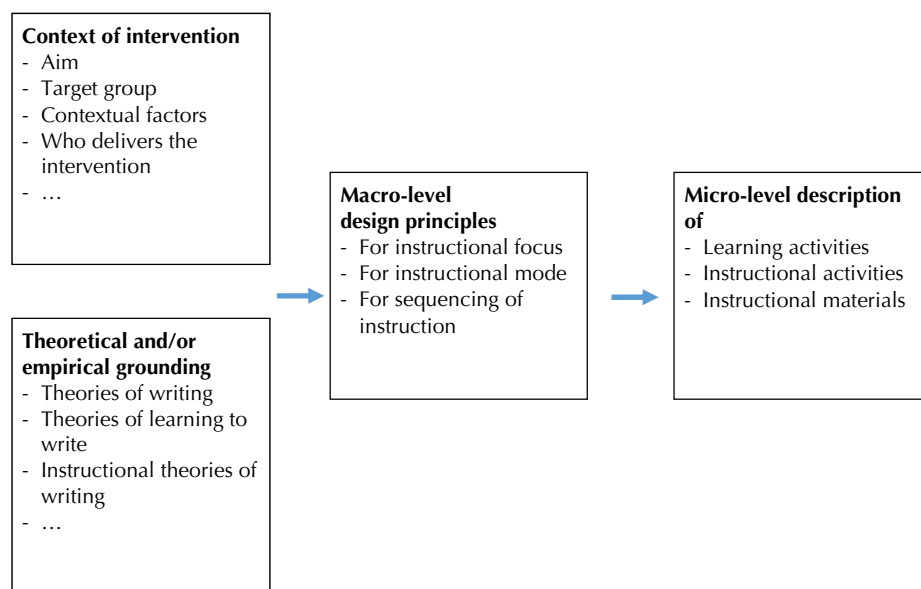 Context of intervention
- Aim
- Target group
- Contextual factors
- Who delivers the
intervention
- …
Theoretical and/or
empirical grounding
- Theories of writing
- Theories of learning to
write
- Instructional theories of
writing
- …
Macro-level
design principles
- For instructional focus
- For instructional mode
- For sequencing of
instruction
Micro-level description
of
- Learning activities
- Instructional activities
- Instructional materials